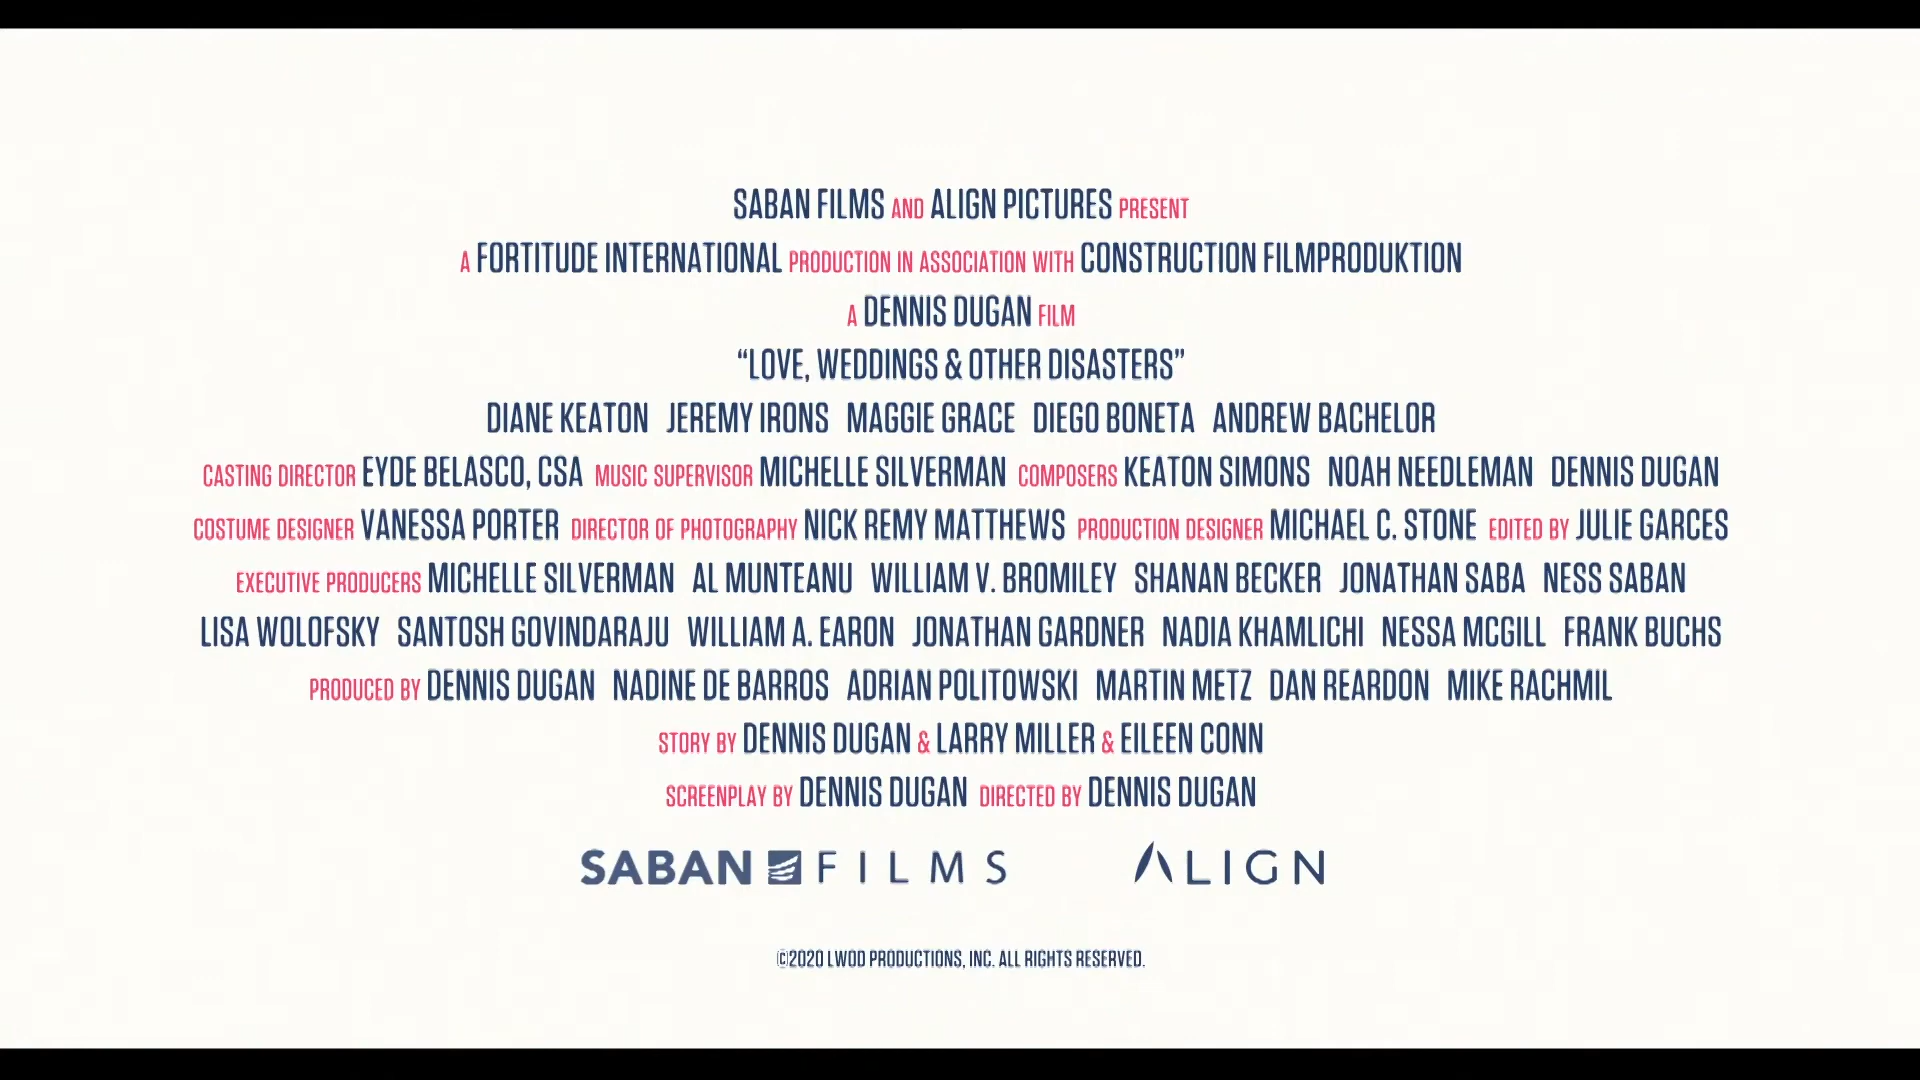 SABAN FILMS AND ALIGN PICTURES PRESENT
A FORTITUDE INTERNATIONAL PRODUCTION IN ASSOCIATION WITH CONSTRUCTION FILMPRODUKTION
A DENNIS DUGAN FILM
“LOVE, WEDDINGS & OTHER DISASTERS”
DIANE KEATON JEREMY IRONS MAGGIE GRACE DIEGO BONETA ANDREW BACHELOR
CASTING DIRECTOR EYDE BELASCO, CSA MUSIC SUPERVISOR MICHELLE SILVERMAN COMPOSERS KEATON SIMONS NOAH NEEDLEMAN DENNIS DUGAN
COSTUME DESIGNER VANESSA PORTER DIRECTOR OF PHOTOGRAPHY NICK REMY MATTHEWS PRODUCTION DESIGNER MICHAEL C. STONE EDITED BY JULIE GARCES
EXECUTIVE PRODUCERS MICHELLE SILVERMAN AL MUNTEANU WILLIAM V. BROMILEY SHANAN BECKER JONATHAN SABA NESS SABAN
LISA WOLOFSKY SANTOSH GOVINDARAJU WILLIAM A. EARON JONATHAN GARDNER NADIA KHAMLICHI NESSA MCGILL FRANK BUCHS
PRODUCED BY DENNIS DUGAN NADINE DE BARROS ADRIAN POLITOWSKI MARTIN METZ DAN REARDON MIKE RACHMIL
STORY BY DENNIS DUGAN & LARRY MILLER & EILEEN CONN
SCREENPLAY BY DENNIS DUGAN DIRECTED BY DENNIS DUGAN
SABAN FILMS ALIGN
©2020 LWOD PRODUCTIONS, INC. ALL RIGHTS RESERVED.